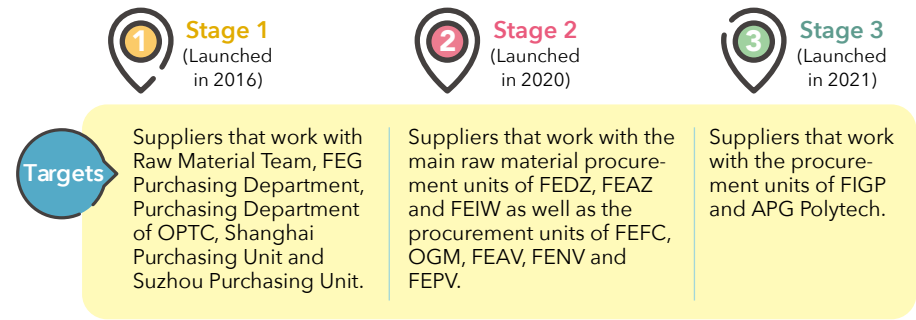 1
Stage 1
(Launched
in 2016)
2
Stage 2
(Launched
in 2020)
3
Stage 3
(Launched
in 2021)
Targets
Suppliers that work with
Raw Material Team, FEG
Purchasing Department,
Purchasing Department
of OPTC, Shanghai
Purchasing Unit and
Suzhou Purchasing Unit.
Suppliers that work with the
main raw material procure-
ment units of FEDZ, FEAZ
and FEIW as well as the
procurement units of FEFC,
OGM, FEAV, FENV and
FEPV.
Suppliers that work
with the procure-
ment units of FIGP
and APG Polytech.